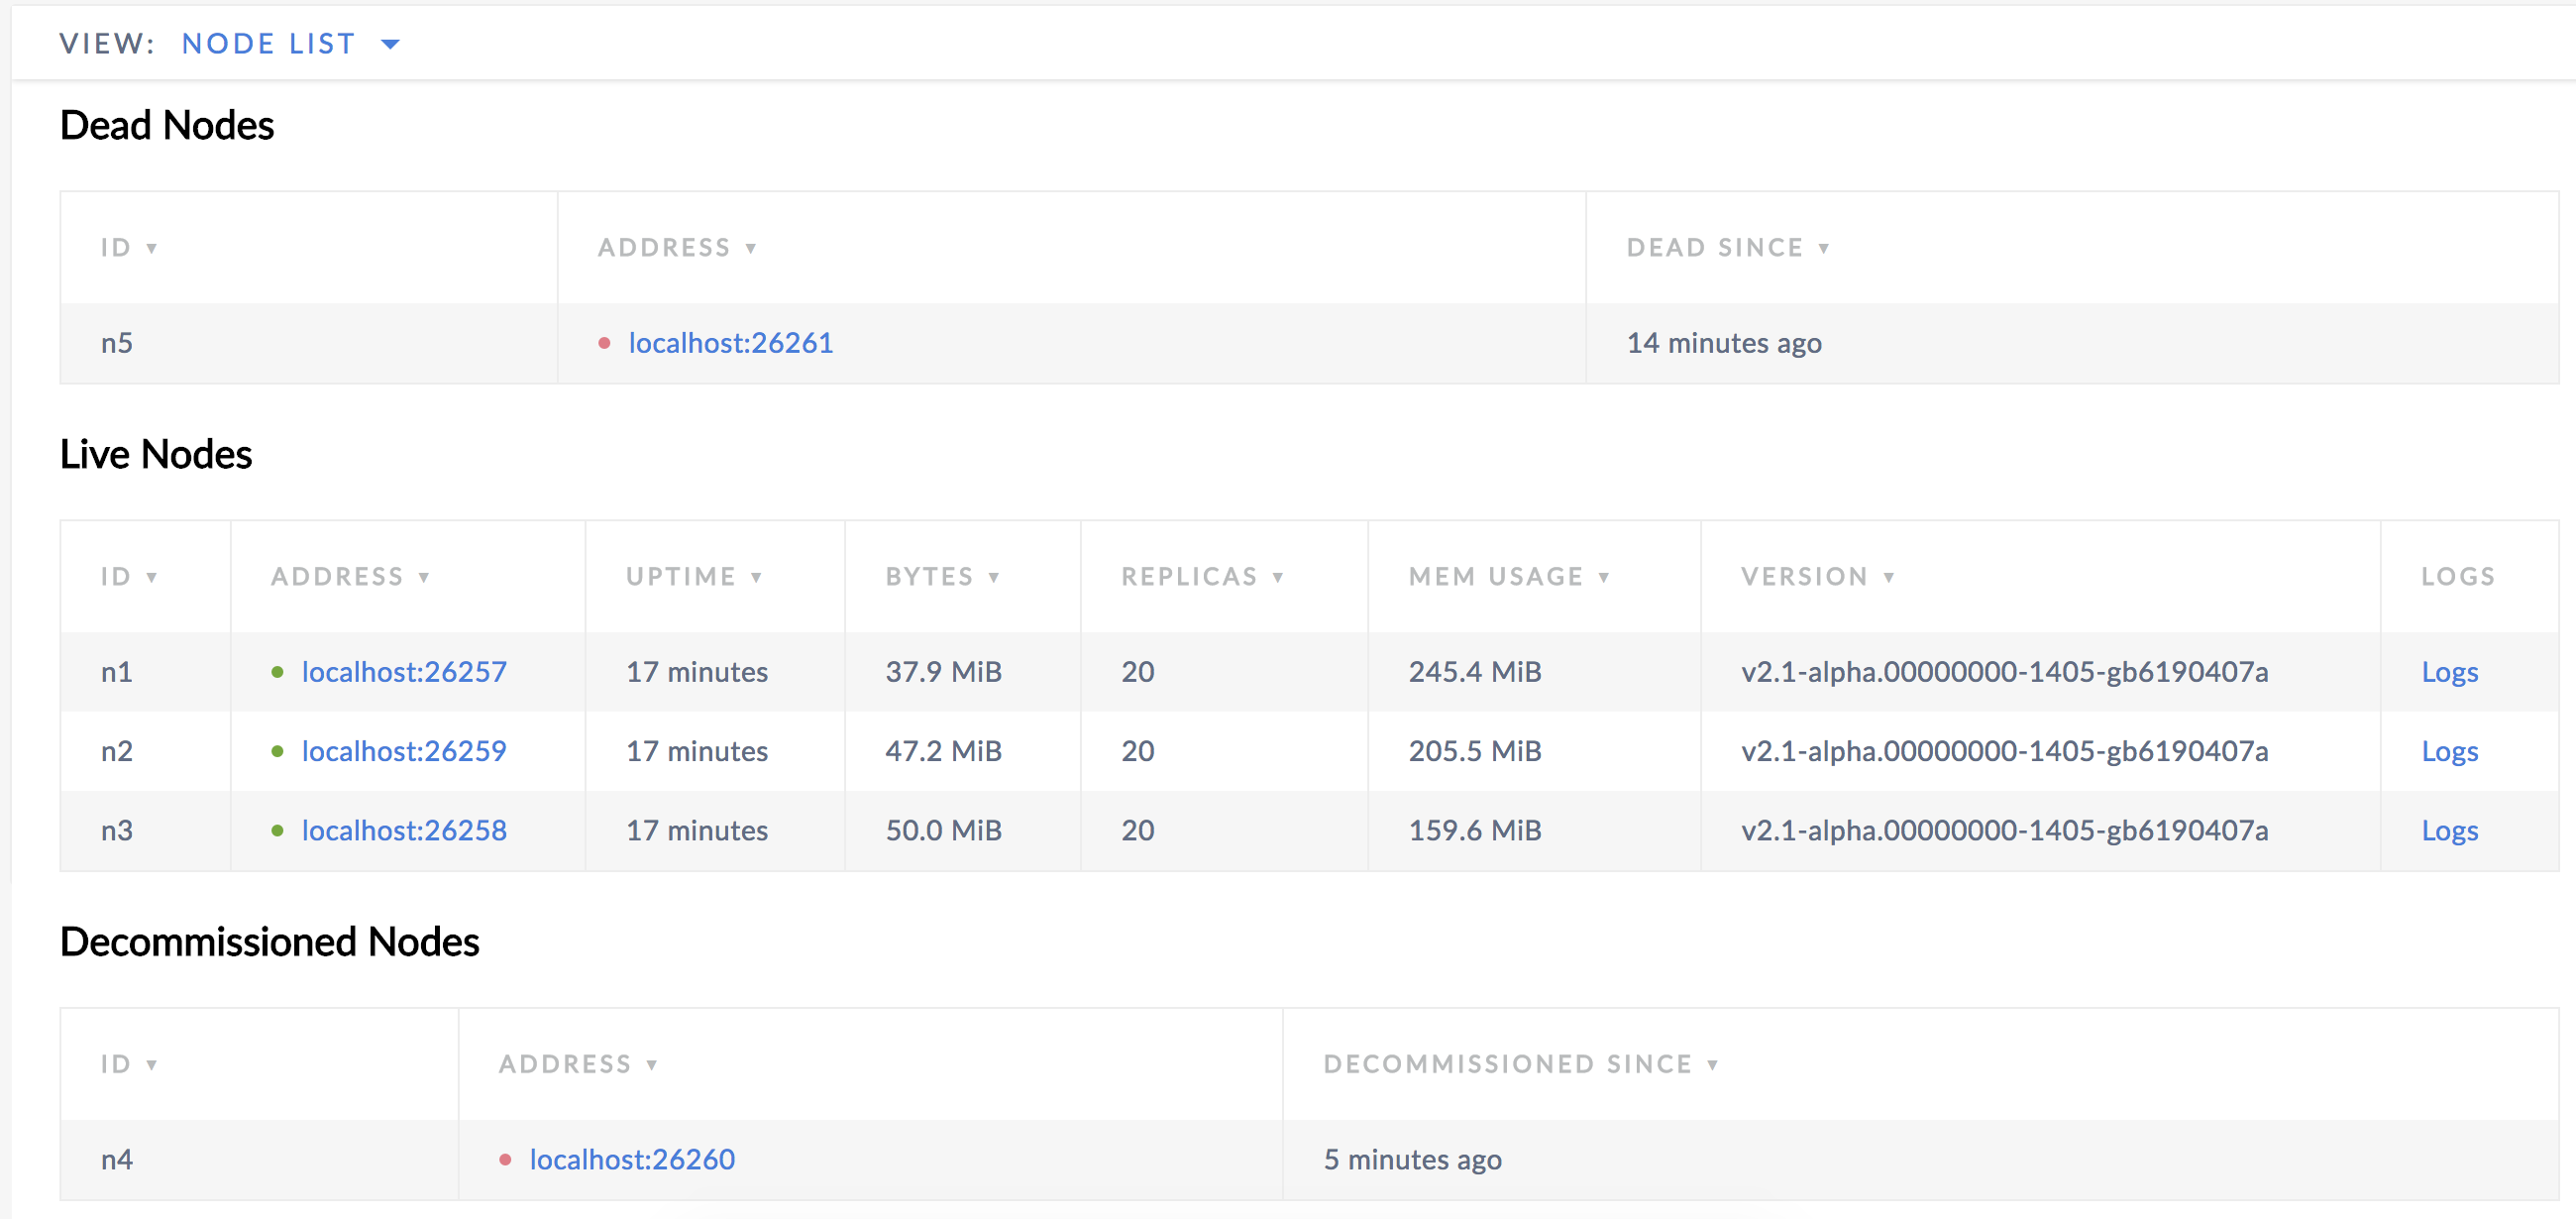 VIEW: NODE LIST
Dead Nodes
ID ▼ ADDRESS ▼ DEAD SINCE ▼
n5 localhost:26261 14 minutes ago
Live Nodes
ID ▼ ADDRESS ▼ UPTIME ▼ BYTES ▼ REPLICAS ▼ MEM USAGE ▼ VERSION ▼ LOGS
n1 localhost:26257 17 minutes 37.9 MiB 20 245.4 MiB v2.1-alpha.00000000-1405-gb6190407a Logs
n2 localhost:26259 17 minutes 47.2 MiB 20 205.5 MiB v2.1-alpha.00000000-1405-gb6190407a Logs
n3 localhost:26258 17 minutes 50.0 MiB 20 159.6 MiB v2.1-alpha.00000000-1405-gb6190407a Logs
Decommissioned Nodes
ID ▼ ADDRESS ▼ DECOMMISSIONED SINCE ▼
n4 localhost:26260 5 minutes ago